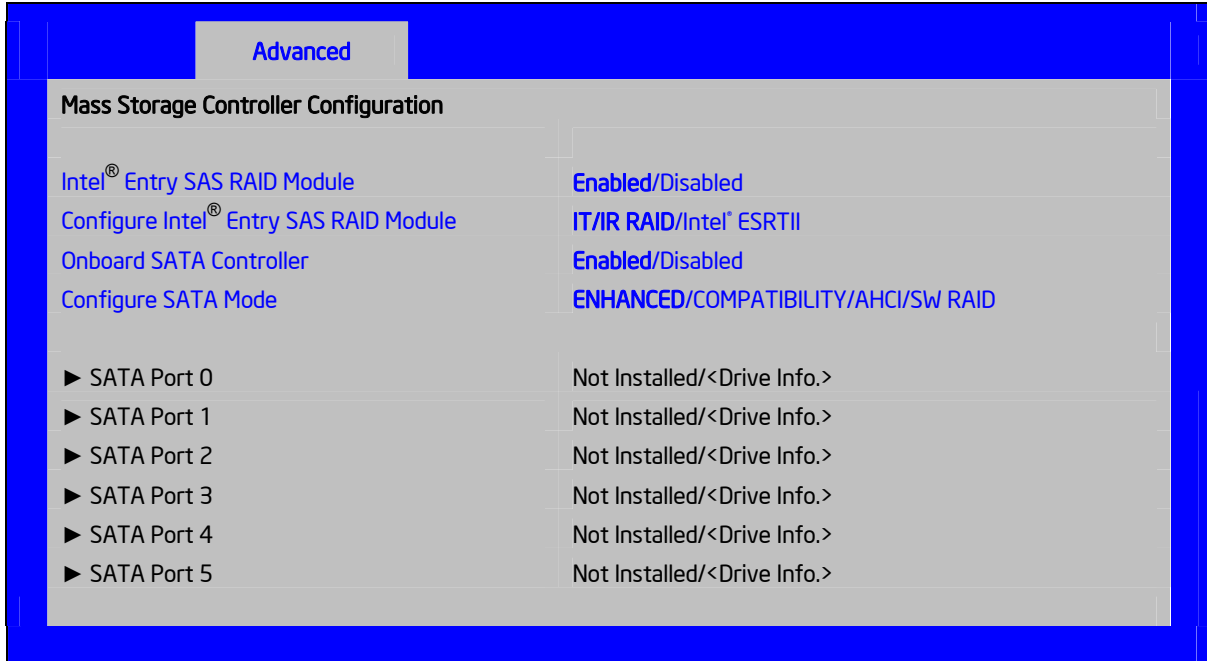 Advanced
Mass Storage Controller Configuration
Intel® Entry SAS RAID Module Enabled/Disabled
Configure Intel® Entry SAS RAID Module IT/IR RAID/Intel® ESRTII
Onboard SATA Controller Enabled/Disabled
Configure SATA Mode ENHANCED/COMPATIBILITY/AHCI/SW RAID
► SATA Port 0 Not Installed/<Drive Info.>
► SATA Port 1 Not Installed/<Drive Info.>
► SATA Port 2 Not Installed/<Drive Info.>
► SATA Port 3 Not Installed/<Drive Info.>
► SATA Port 4 Not Installed/<Drive Info.>
► SATA Port 5 Not Installed/<Drive Info.>